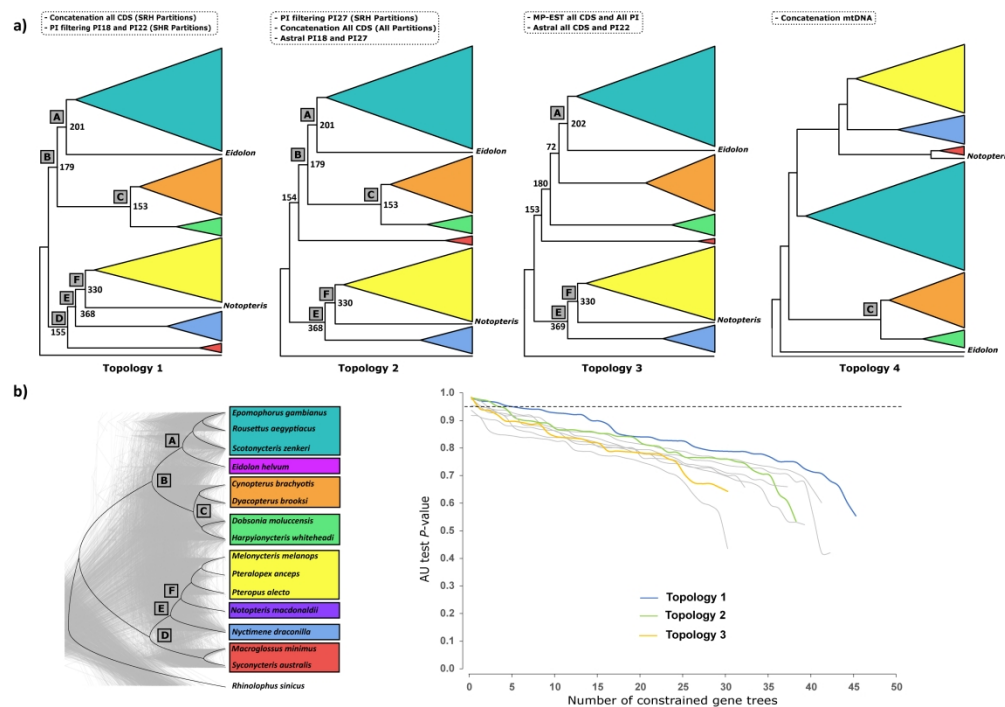 a)
- Concatenation all CDS (SRH Partitions)
- PI filtering PI18 and PI22 (SHR Partitions)
- PI filtering PI27 (SRH Partitions)
- Concatenation All CDS (All Partitions)
- Astral PI18 and PI27
- MP-EST all CDS and All PI
- Astral all CDS and PI22
- Concatenation mtDNA
A
201
Eidolon
B
179
C
153
F
330
Notopteris
E
368
D
155
Topology 1
A
201
Eidolon
B
179
C
153
154
F
330
Notopteris
E
368
Topology 2
A
202
Eidolon
72
180
153
F
330
Notopteris
E
369
Topology 3
Notopteris
C
Eidolon
Topology 4
b)
Epomophorus gambianus
Rousettus aegyptiacus
Scotonycteris zenkeri
Eidolon helvum
Cynopterus brachyotis
Dyacopterus brooksi
Dobsonia moluccensis
Harpyionycteris whiteheadi
Melonycteris melanops
Pteralopex anceps
Pteropus alecto
Notopteris macdonaldii
Nyctimene draconilla
Macroglossus minimus
Syconycteris australis
Rhinolophus sinicus
A
B
C
F
E
D
AU test P-value
1.0
0.9
0.8
0.7
0.6
0.5
0.4
0.3
0.2
0.1
0.0
Topology 1
Topology 2
Topology 3
0 5 10 15 20 25 30 35 40 45 50
Number of constrained gene trees